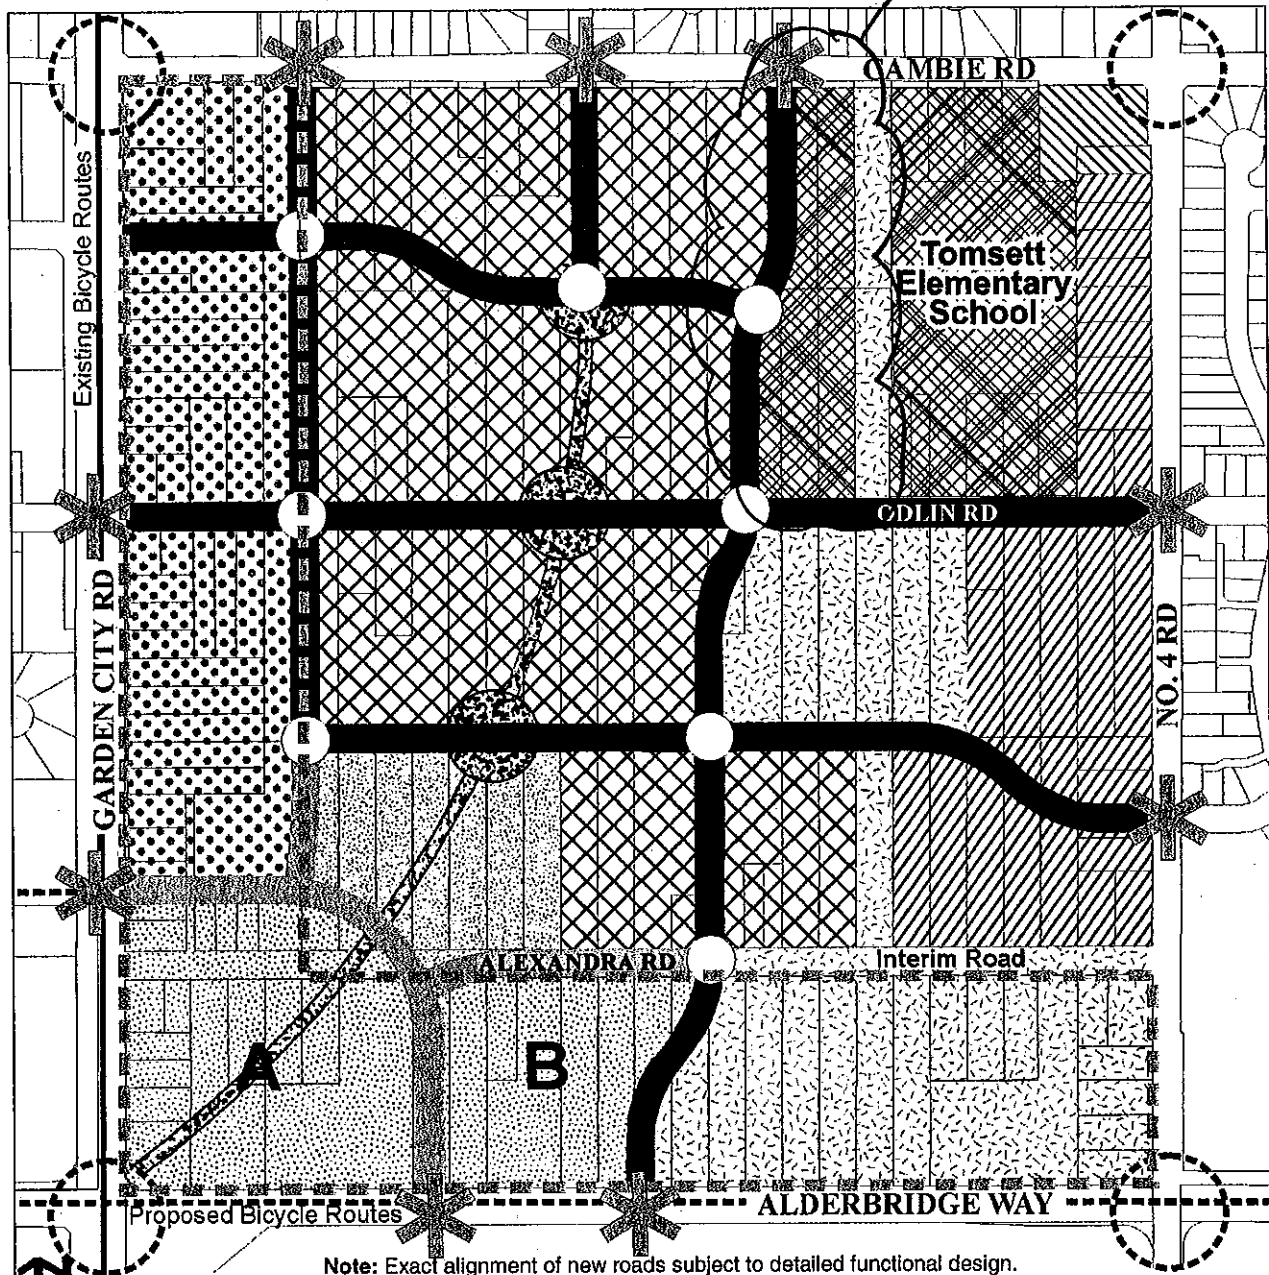 CAMBIE RD
Existing Bicycle Routes
Tomsett
Elementary
School
ODLIN RD
GARDEN CITY RD
NO. 4 RD
ALEXANDRA RD
Interim Road
A
B
Proposed Bicycle Routes
ALDERBRIDGE WAY
Note: Exact alignment of new roads subject to detailed functional design.